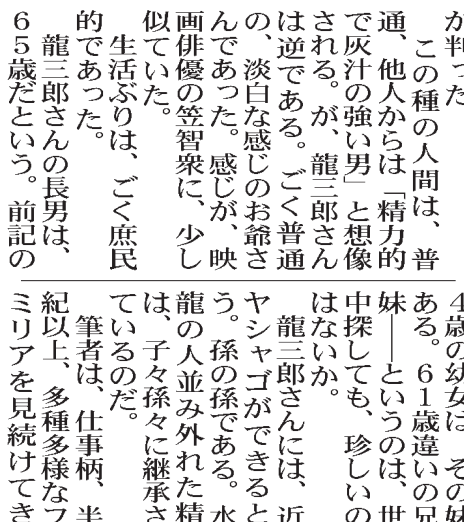 が判った
この種の人間は、普
通、他人からは「精力的
で灰汁の強い男」と想像
される。が、龍三郎さん
は逆である。ごく普通
の、淡白な感じのお爺さ
んであった。感じが、映
画俳優の笠智衆に、少し
似ていた。
生活ぶりは、ごく庶民
的であった。
龍三郎さんの長男は、
65歳だという。前記の
4歳の幼女は その妹
ある。61歳違いの兄
妹――というのは、世
中探しても、珍しいの
はないか。
龍三郎さんには、近
ヤシャゴができると
う。孫の孫である。水
龍の人並み外れた精
は、子々孫々に継承さ
ているのだ。
筆者は、仕事柄、半
紀以上、多種多様なフ
ミリアを見続けてき